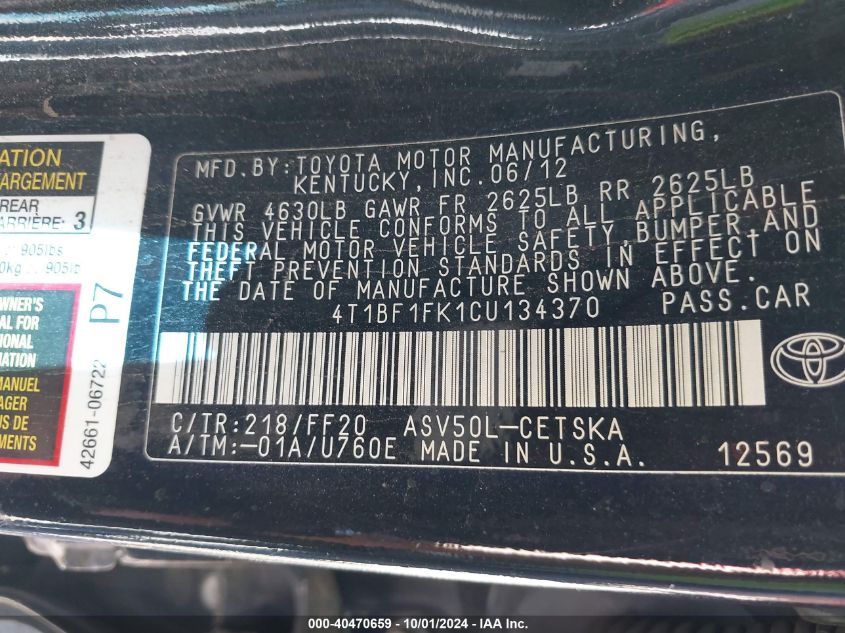 ATION
ARGEMENT
REAR
ARRIÈRE: 3
905lbs
0kg 905lb
WNER'S
AL FOR
IONAL
MATION
MANUEL
AGER
US DE
EMENTS
P7
42661-06722
MFD.BY:TOYOTA MOTOR MANUFACTURING,
KENTUCKY,INC.06/12
GVWR 4630LB GAWR FR 2625LB RR 2625LB
THIS VEHICLE CONFORMS TO ALL APPLICABLE
FEDERAL MOTOR VEHICLE SAFETY,BUMPER,AND
THEFT PREVENTION STANDARDS IN EFFECT ON
THE DATE OF MANUFACTURE SHOWN ABOVE.
4T1BF1FK1CU134370 PASS.CAR
C/TR:218/FF20 ASV50L-CETSKA
A/TM:-01A/U760E MADE IN U.S.A. 12569
000-40470659 - 10/01/2024 - IAA Inc.